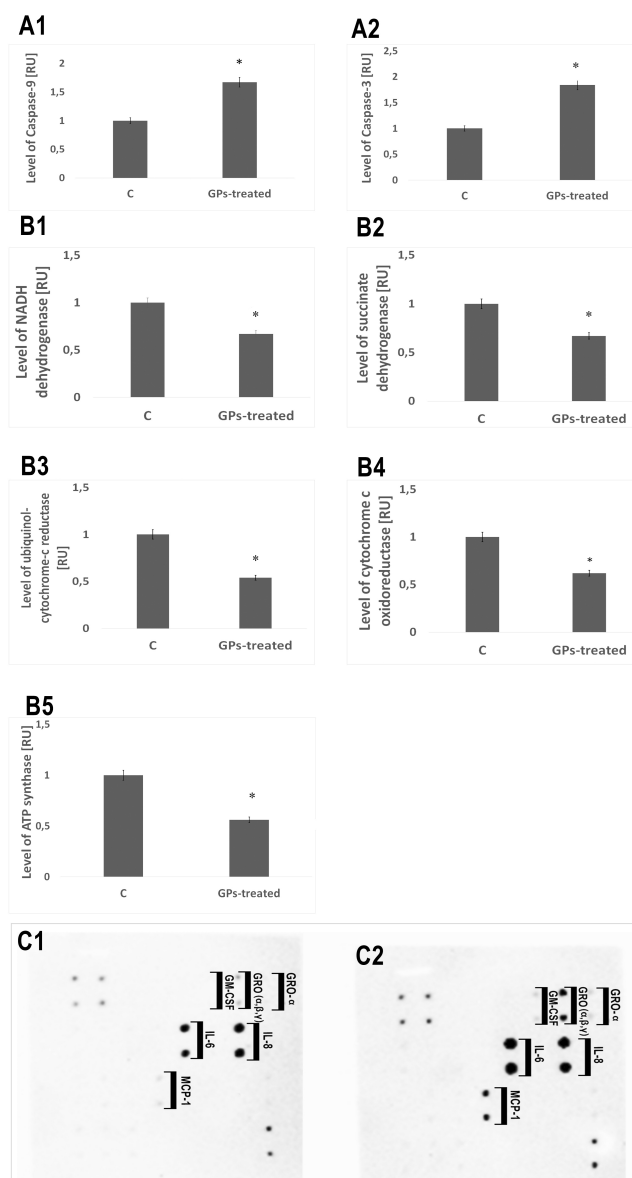 A1
Level of Caspase-9 [RU]
2
1,5
1
0,5
0
*
C
GPs-treated
A2
Level of Caspase-3 [RU]
2,5
2
1,5
1
0,5
0
*
C
GPs-treated
B1
Level of NADH
dehydrogenase [RU]
1,5
1
0,5
0
*
C
GPs-treated
B2
Level of succinate
dehydrogenase [RU]
1,5
1
0,5
0
*
C
GPs-treated
B3
Level of ubiquinol-
cytochrome-c reductase
[RU]
1,5
1
0,5
0
*
C
GPs-treated
B4
Level of cytochrome c
oxidoreductase [RU]
1,5
1
0,5
0
*
C
GPs-treated
B5
Level of ATP synthase [RU]
1,5
1
0,5
0
*
C
GPs-treated
C1
GM-CSF
GRO (α,β,γ)
GRO-α
IL-6
IL-8
MCP-1
C2
GM-CSF
GRO (α,β,γ)
GRO-α
IL-6
IL-8
MCP-1